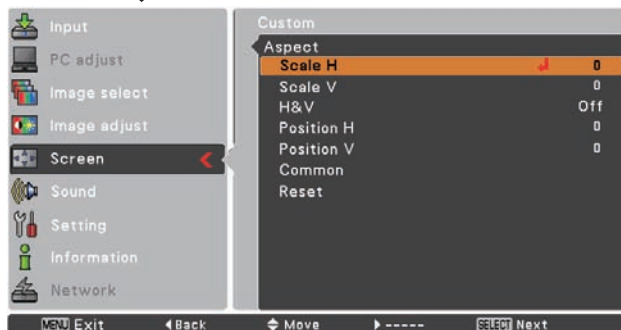 Input
PC adjust
Image select
Image adjust
Screen
Sound
Setting
Information
Network
Custom
Aspect
Scale H 0
Scale V 0
H&V Off
Position H 0
Position V 0
Common
Reset
MENU Exit Back Move ----- SELECT Next